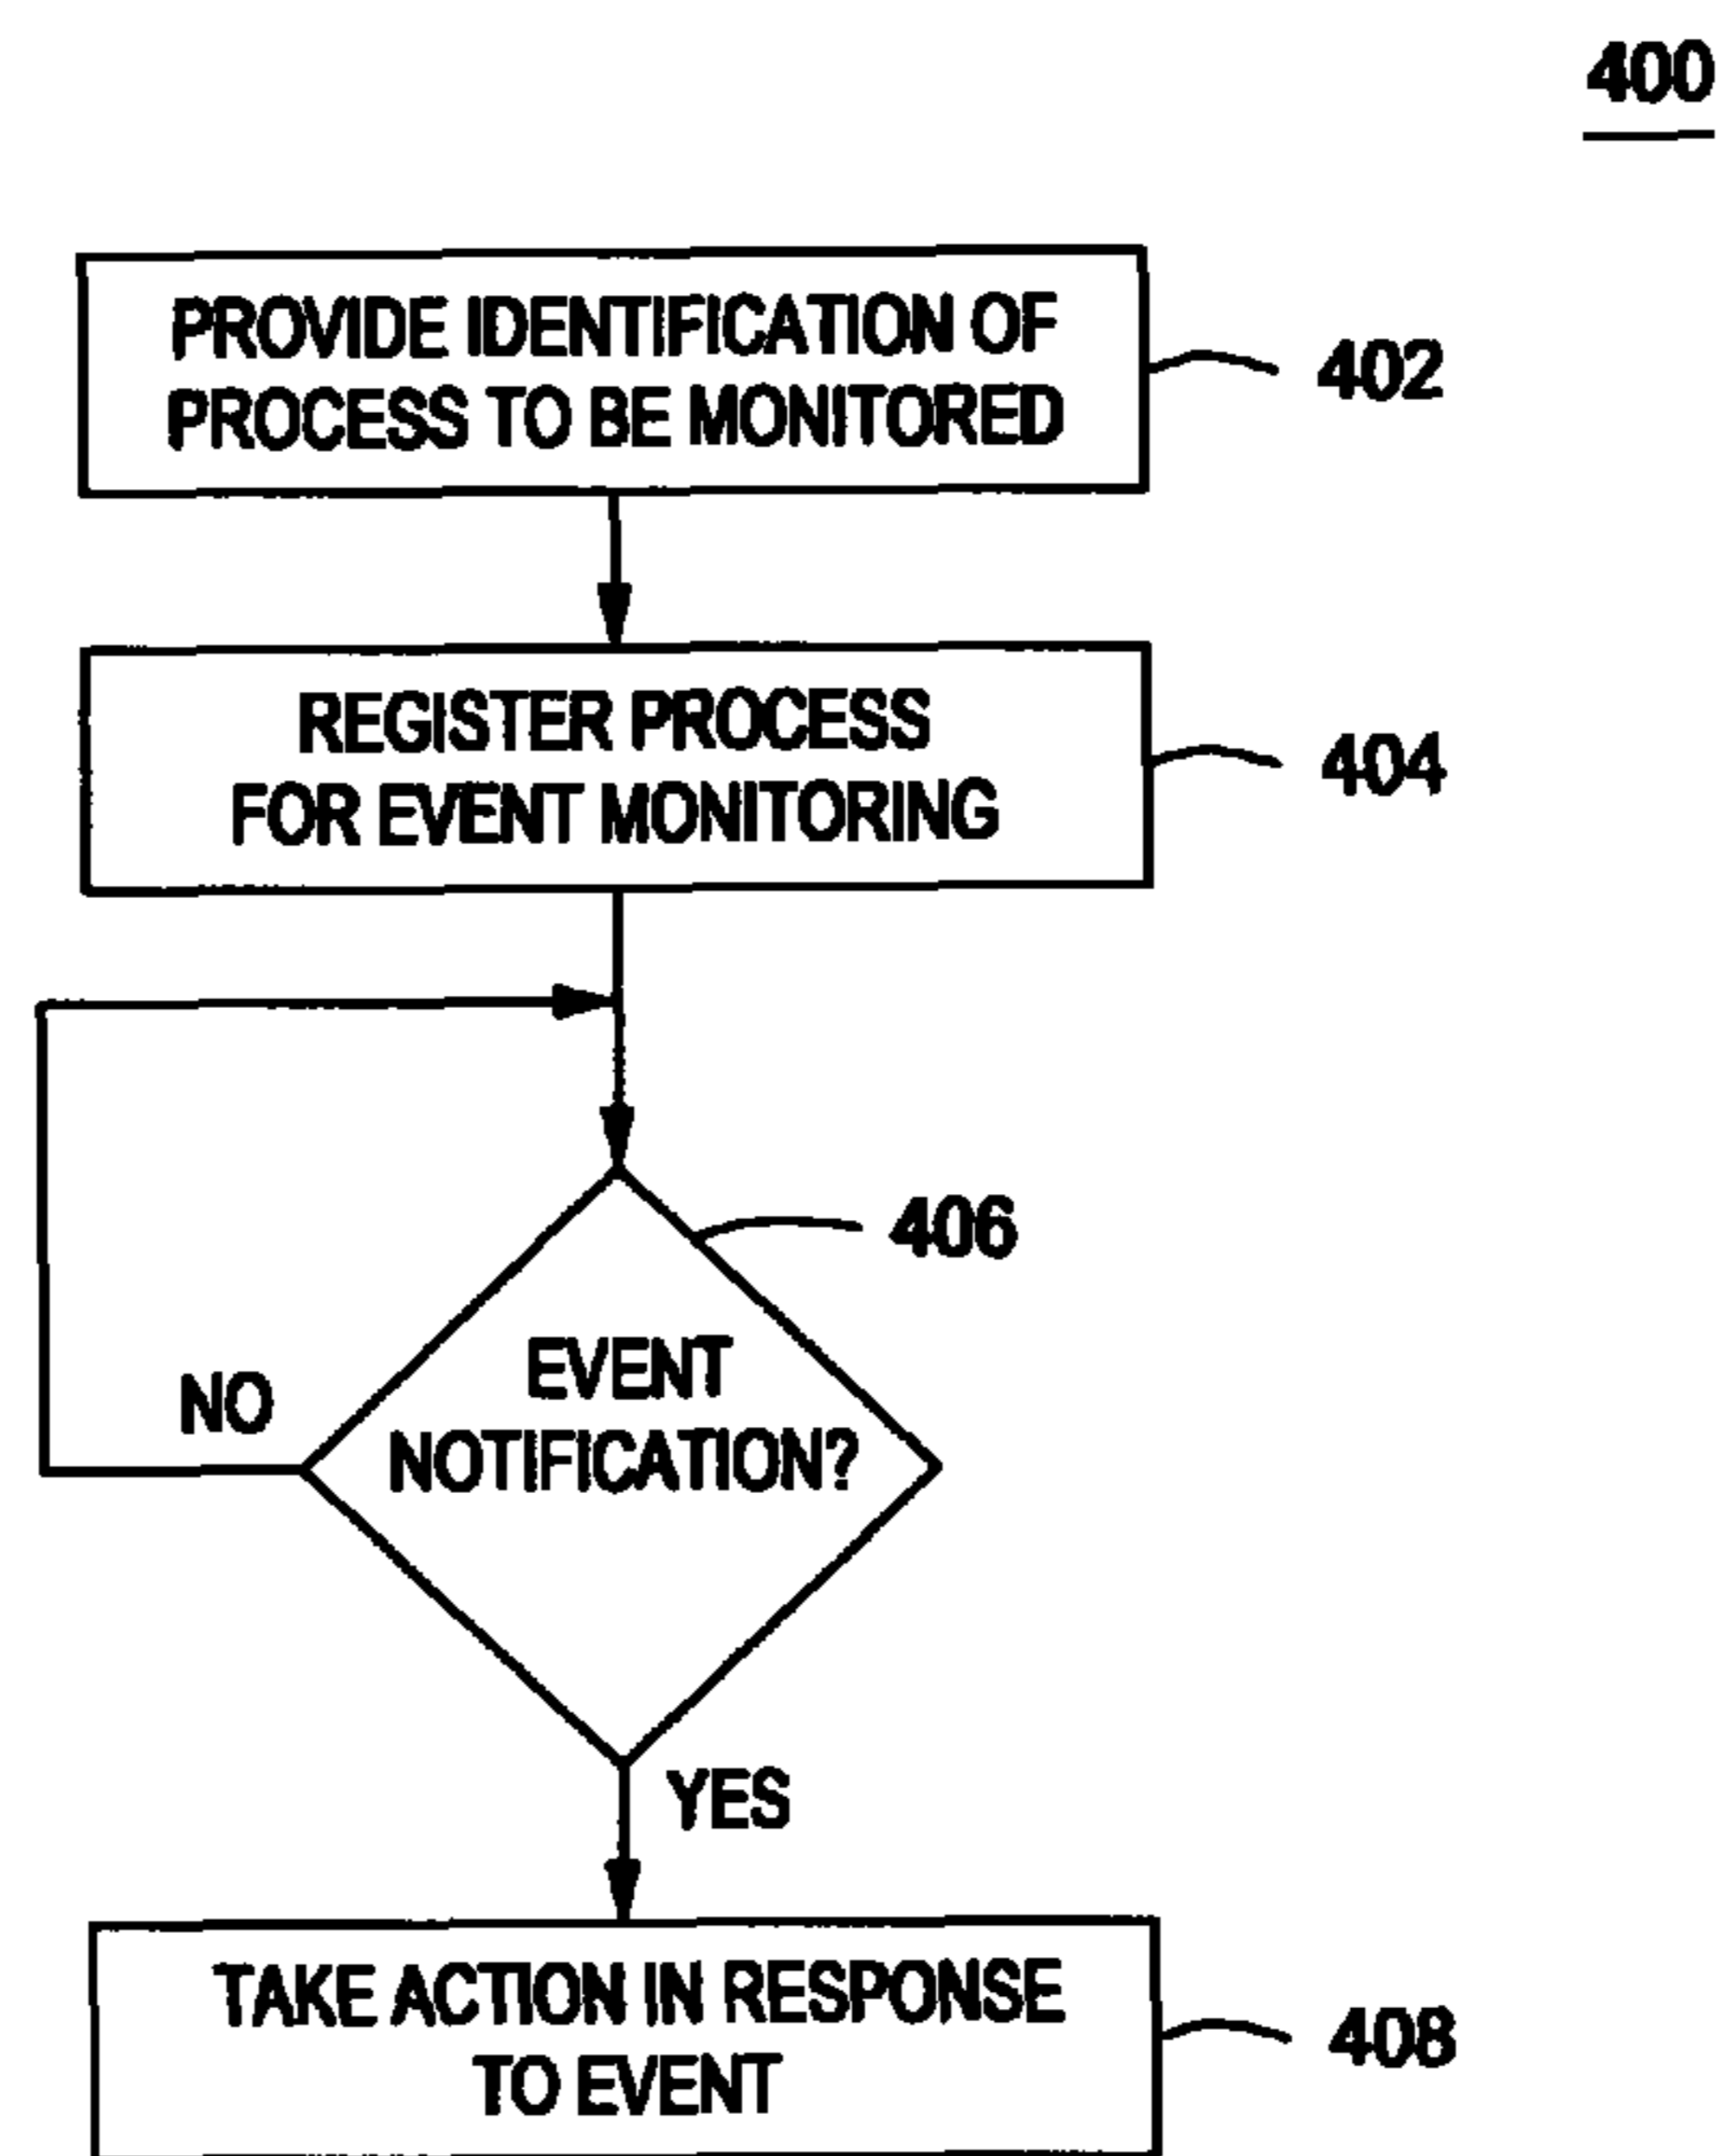 400
PROVIDE IDENTIFICATION OF
PROCESS TO BE MONITORED
402
REGISTER PROCESS
FOR EVENT MONITORING
404
406
EVENT
NOTIFICATION?
NO
YES
TAKE ACTION IN RESPONSE
TO EVENT
408